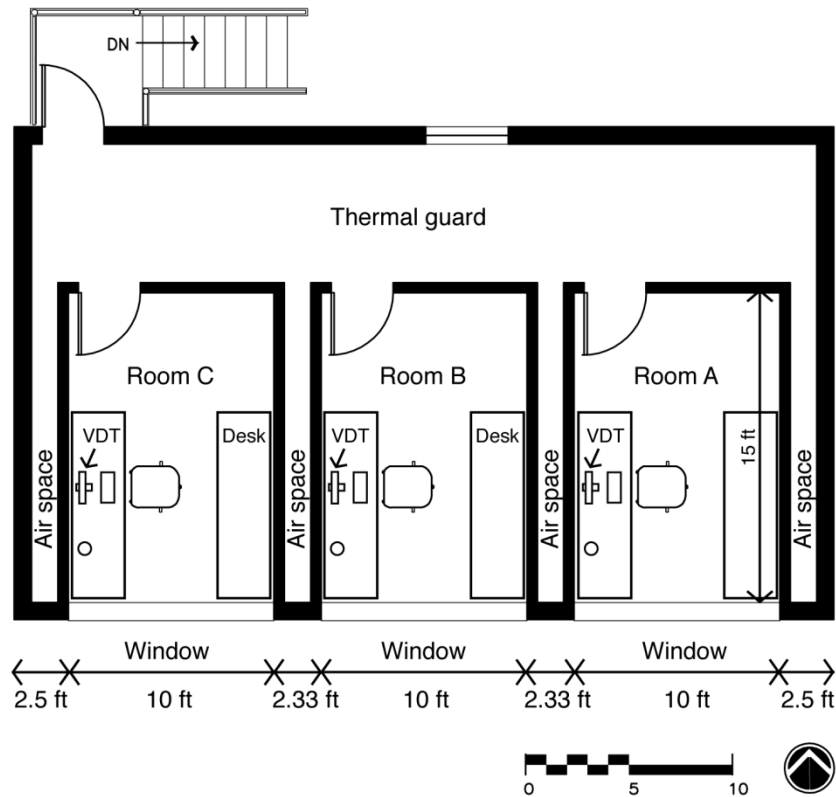 DN
Thermal guard
Room C
Room B
Room A
VDT
Desk
VDT
Desk
VDT
15 ft
Air space
Air space
Air space
Air space
Window
Window
Window
2.5 ft
10 ft
2.33 ft
10 ft
2.33 ft
10 ft
2.5 ft
0
5
10